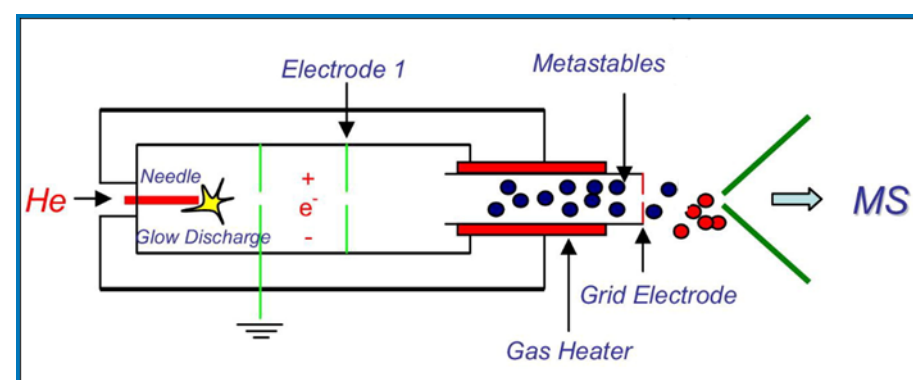 Electrode 1
Metastables
Needle
+
He
e-
MS
Glow Discharge
-
Grid Electrode
Gas Heater